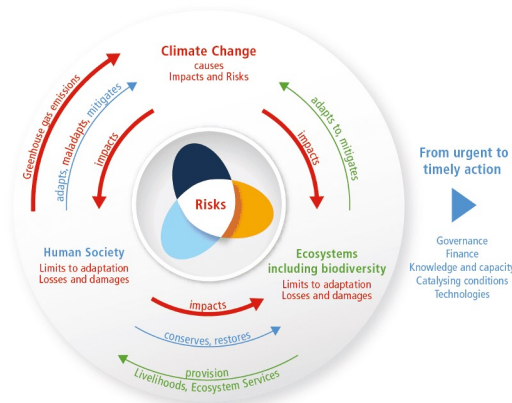 Climate Change
causes
Impacts and Risks
Greenhouse gas emissions
adapts, maladapts, mitigates
impacts
impacts
adapts to, mitigates
Risks
From urgent to
timely action
Governance
Finance
Knowledge and capacity
Catalysing conditions
Technologies
Human Society
Limits to adaptation
Losses and damages
Ecosystems
including biodiversity
Limits to adaptation
Losses and damages
impacts
conserves, restores
provision
Livelihoods, Ecosystem Services